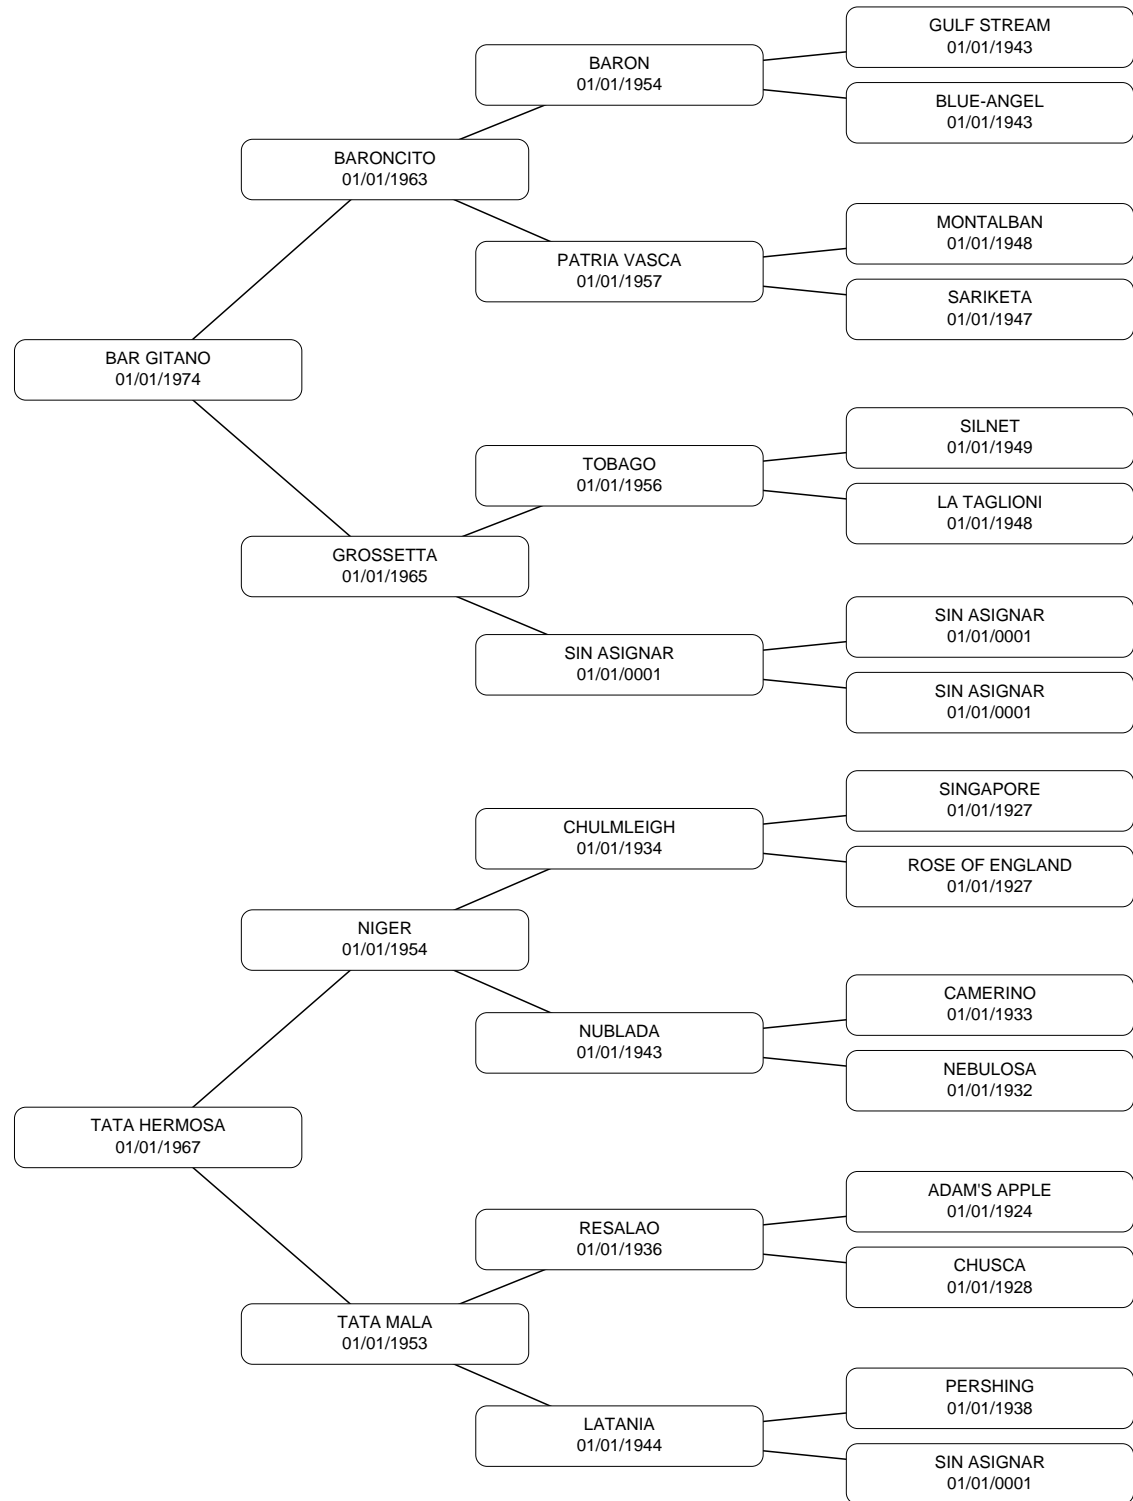 GULF STREAM
01/01/1943
BARON
01/01/1954
BLUE-ANGEL
01/01/1943
BARONCITO
01/01/1963
MONTALBAN
01/01/1948
PATRIA VASCA
01/01/1957
SARIKETA
01/01/1947
BAR GITANO
01/01/1974
SILNET
01/01/1949
TOBAGO
01/01/1956
LA TAGLIONI
01/01/1948
GROSSETTA
01/01/1965
SIN ASIGNAR
01/01/0001
SIN ASIGNAR
01/01/0001
SIN ASIGNAR
01/01/0001
SINGAPORE
01/01/1927
CHULMLEIGH
01/01/1934
ROSE OF ENGLAND
01/01/1927
NIGER
01/01/1954
CAMERINO
01/01/1933
NUBLADA
01/01/1943
NEBULOSA
01/01/1932
TATA HERMOSA
01/01/1967
ADAM'S APPLE
01/01/1924
RESALAO
01/01/1936
CHUSCA
01/01/1928
TATA MALA
01/01/1953
PERSHING
01/01/1938
LATANIA
01/01/1944
SIN ASIGNAR
01/01/0001